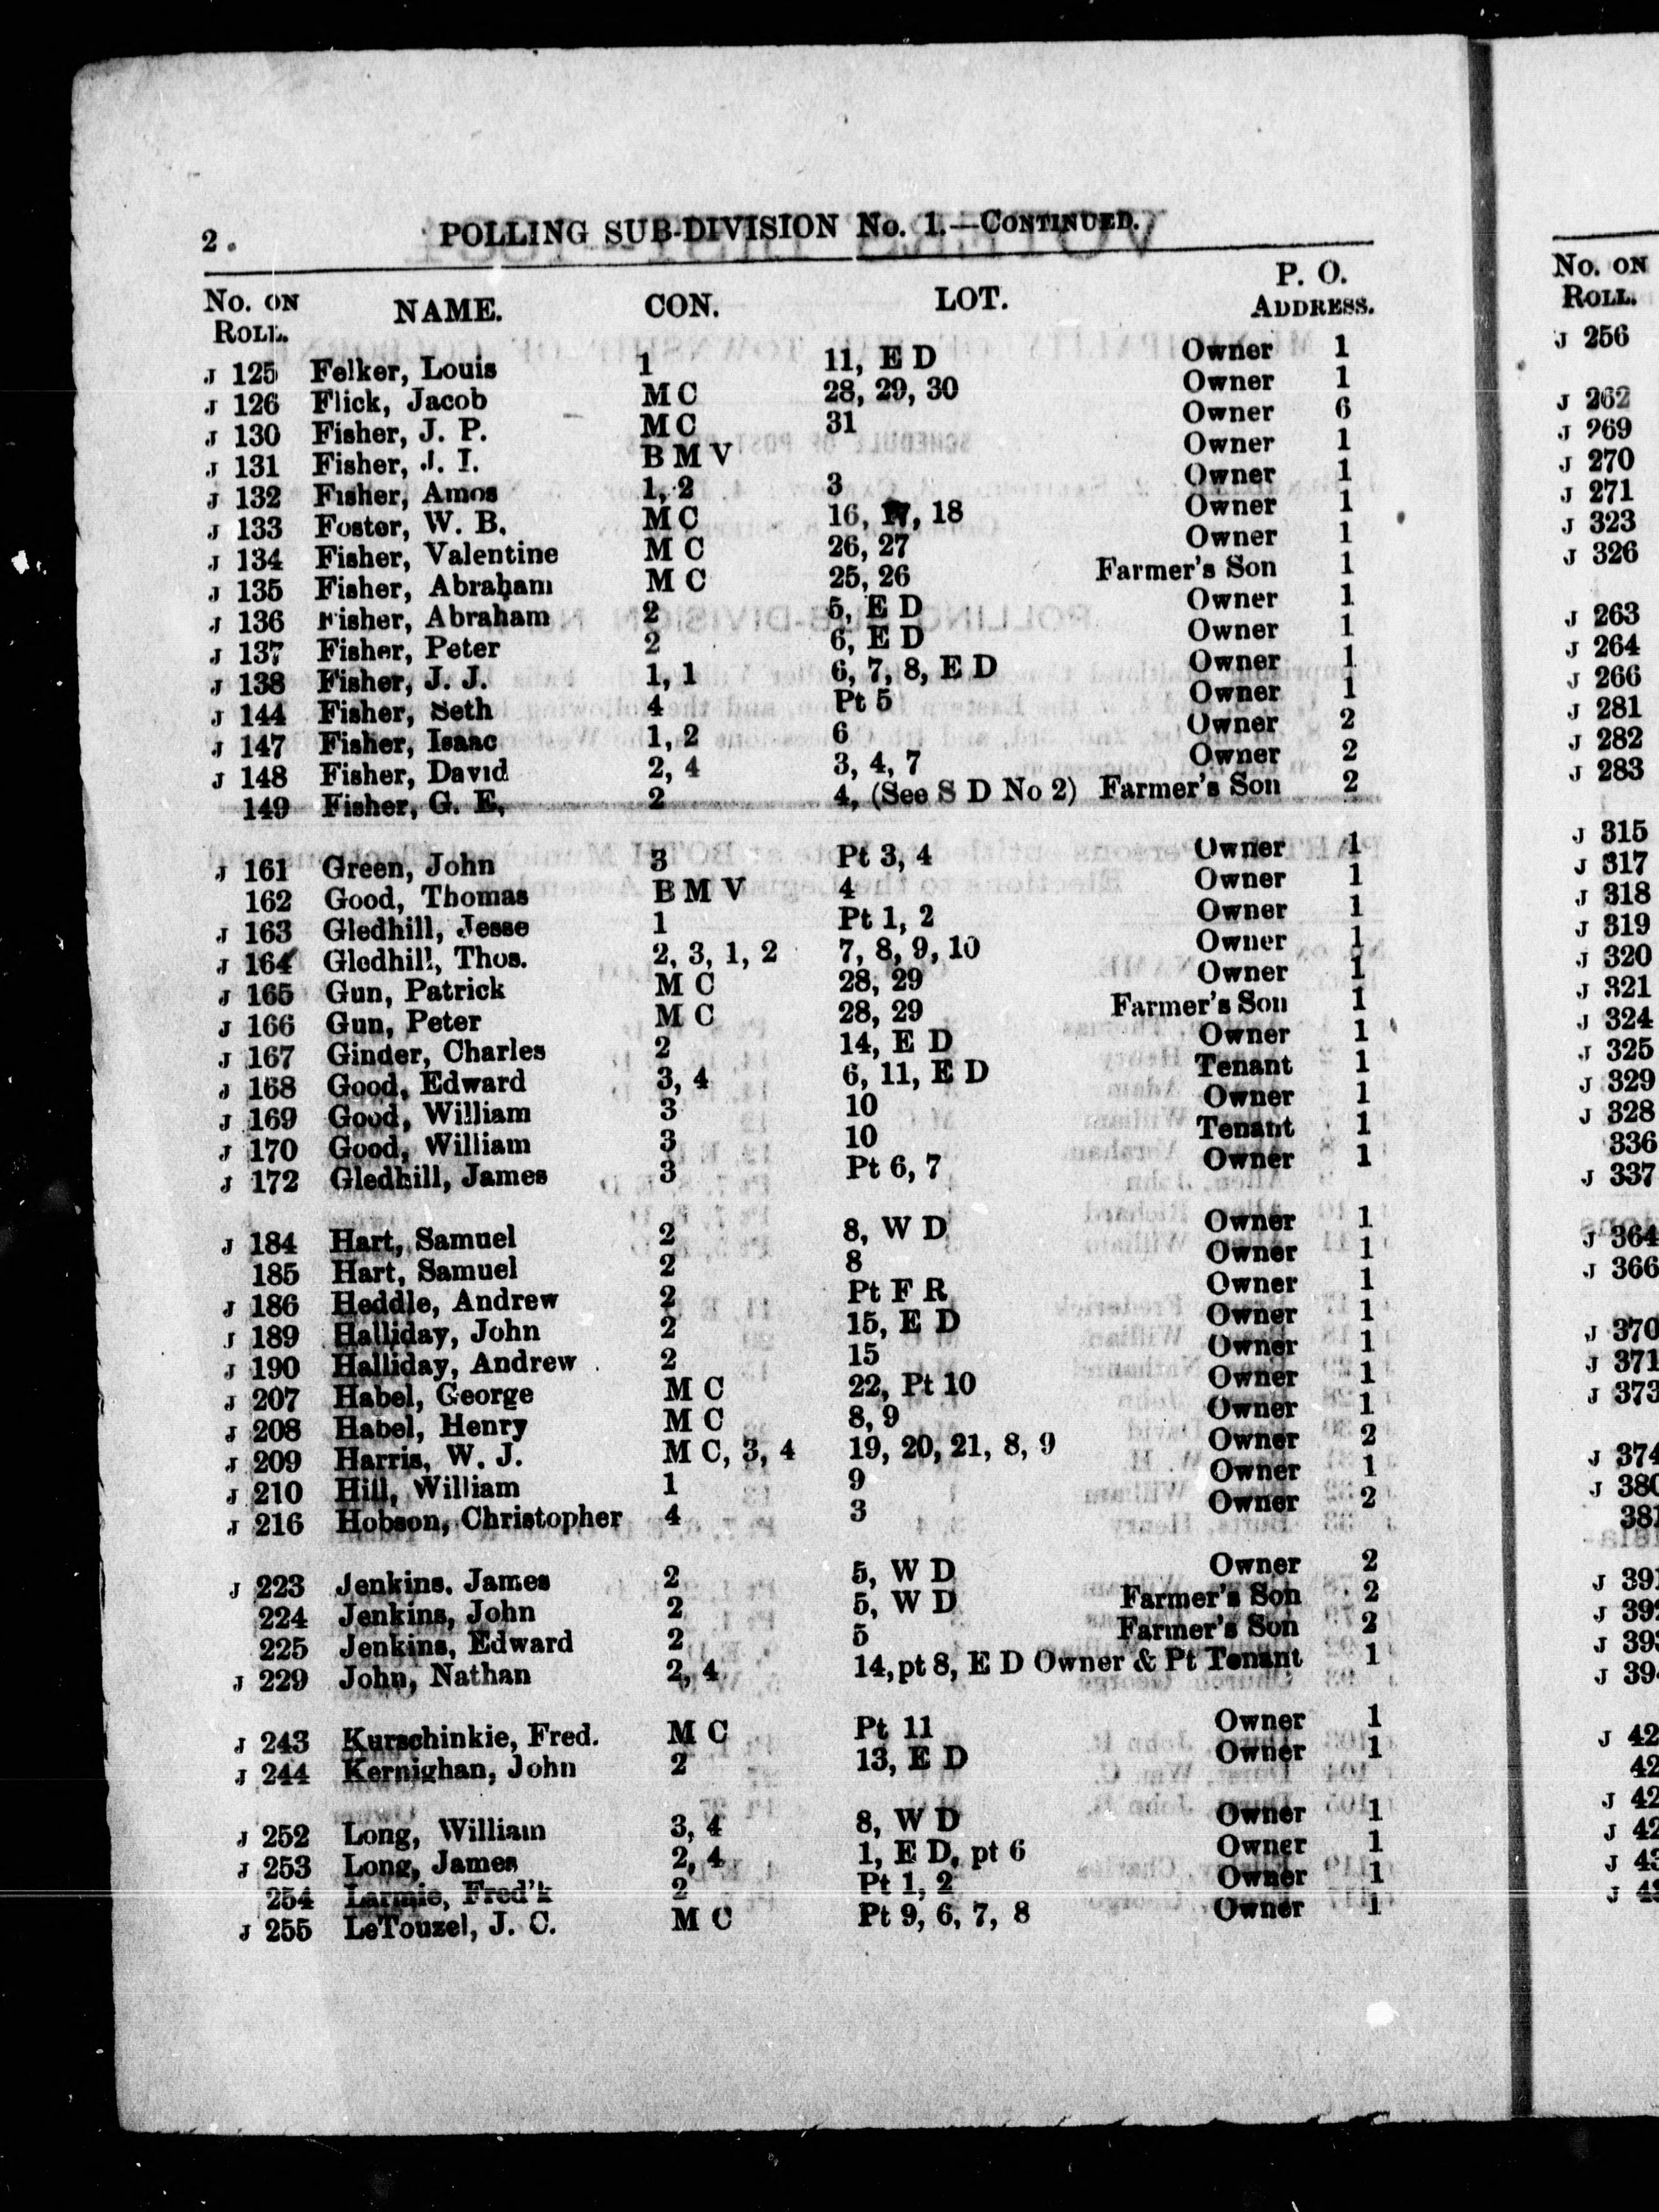 2.
POLLING SUB-DIVISION No. 1.—CONTINUED.
No. ON ROLL. NAME. CON. LOT. P. O. ADDRESS.
J 125 Felker, Louis 1 11, E D Owner 1
J 126 Flick, Jacob M C 28, 29, 30 Owner 1
J 130 Fisher, J. P. M C 31 Owner 6
J 131 Fisher, J. I. B M V Owner 1
J 132 Fisher, Amos 1, 2 3 Owner 1
J 133 Foster, W. B. M C 16, 17, 18 Owner 1
J 134 Fisher, Valentine M C 26, 27 Owner 1
J 135 Fisher, Abraham M C 25, 26 Farmer's Son 1
J 136 Fisher, Abraham 2 5, E D Owner 1
J 137 Fisher, Peter 2 6, E D Owner 1
J 138 Fisher, J. J. 1, 1 6, 7, 8, E D Owner 1
J 144 Fisher, Seth 4 Pt 5 Owner 1
J 147 Fisher, Isaac 1, 2 6 Owner 2
J 148 Fisher, David 2, 4 3, 4, 7 Owner 2
149 Fisher, G. E, 2 4, (See S D No 2) Farmer's Son 2
J 161 Green, John 3 Pt 3, 4 Owner 1
162 Good, Thomas B M V 4 Owner 1
J 163 Gledhill, Jesse 1 Pt 1, 2 Owner 1
J 164 Gledhill, Thos. 2, 3, 1, 2 7, 8, 9, 10 Owner 1
J 165 Gun, Patrick M C 28, 29 Owner 1
J 166 Gun, Peter M C 28, 29 Farmer's Son 1
J 167 Ginder, Charles 2 14, E D Owner 1
J 168 Good, Edward 3, 4 6, 11, E D Tenant 1
J 169 Good, William 3 10 Owner 1
J 170 Good, William 3 10 Tenant 1
J 172 Gledhill, James 3 Pt 6, 7 Owner 1
J 184 Hart, Samuel 2 8, W D Owner 1
185 Hart, Samuel 2 8 Owner 1
J 186 Heddle, Andrew 2 Pt F R Owner 1
J 189 Halliday, John 2 15, E D Owner 1
J 190 Halliday, Andrew 2 15 Owner 1
J 207 Habel, George M C 22, Pt 10 Owner 1
J 208 Habel, Henry M C 8, 9 Owner 1
J 209 Harris, W. J. M C, 3, 4 19, 20, 21, 8, 9 Owner 2
J 210 Hill, William 1 9 Owner 1
J 216 Hobson, Christopher 4 3 Owner 2
J 223 Jenkins, James 2 5, W D Owner 2
224 Jenkins, John 2 5, W D Farmer's Son 2
225 Jenkins, Edward 2 5 Farmer's Son 2
J 229 John, Nathan 2, 4 14, pt 8, E D Owner & Pt Tenant 1
J 243 Kurschinkie, Fred. M C Pt 11 Owner 1
J 244 Kernighan, John 2 13, E D Owner 1
J 252 Long, William 3, 4 8, W D Owner 1
J 253 Long, James 2, 4 1, E D, pt 6 Owner 1
254 Larmie, Fred'k 2 Pt 1, 2 Owner 1
J 255 LeTouzel, J. C. M C Pt 9, 6, 7, 8 Owner 1
No. ON ROLL.
J 256
J 262
J 269
J 270
J 271
J 323
J 326
J 263
J 264
J 266
J 281
J 282
J 283
J 315
J 317
J 318
J 319
J 320
J 321
J 324
J 325
J 329
J 328
336
J 337
J 364
J 366
J 370
J 371
J 373
J 374
J 380
381